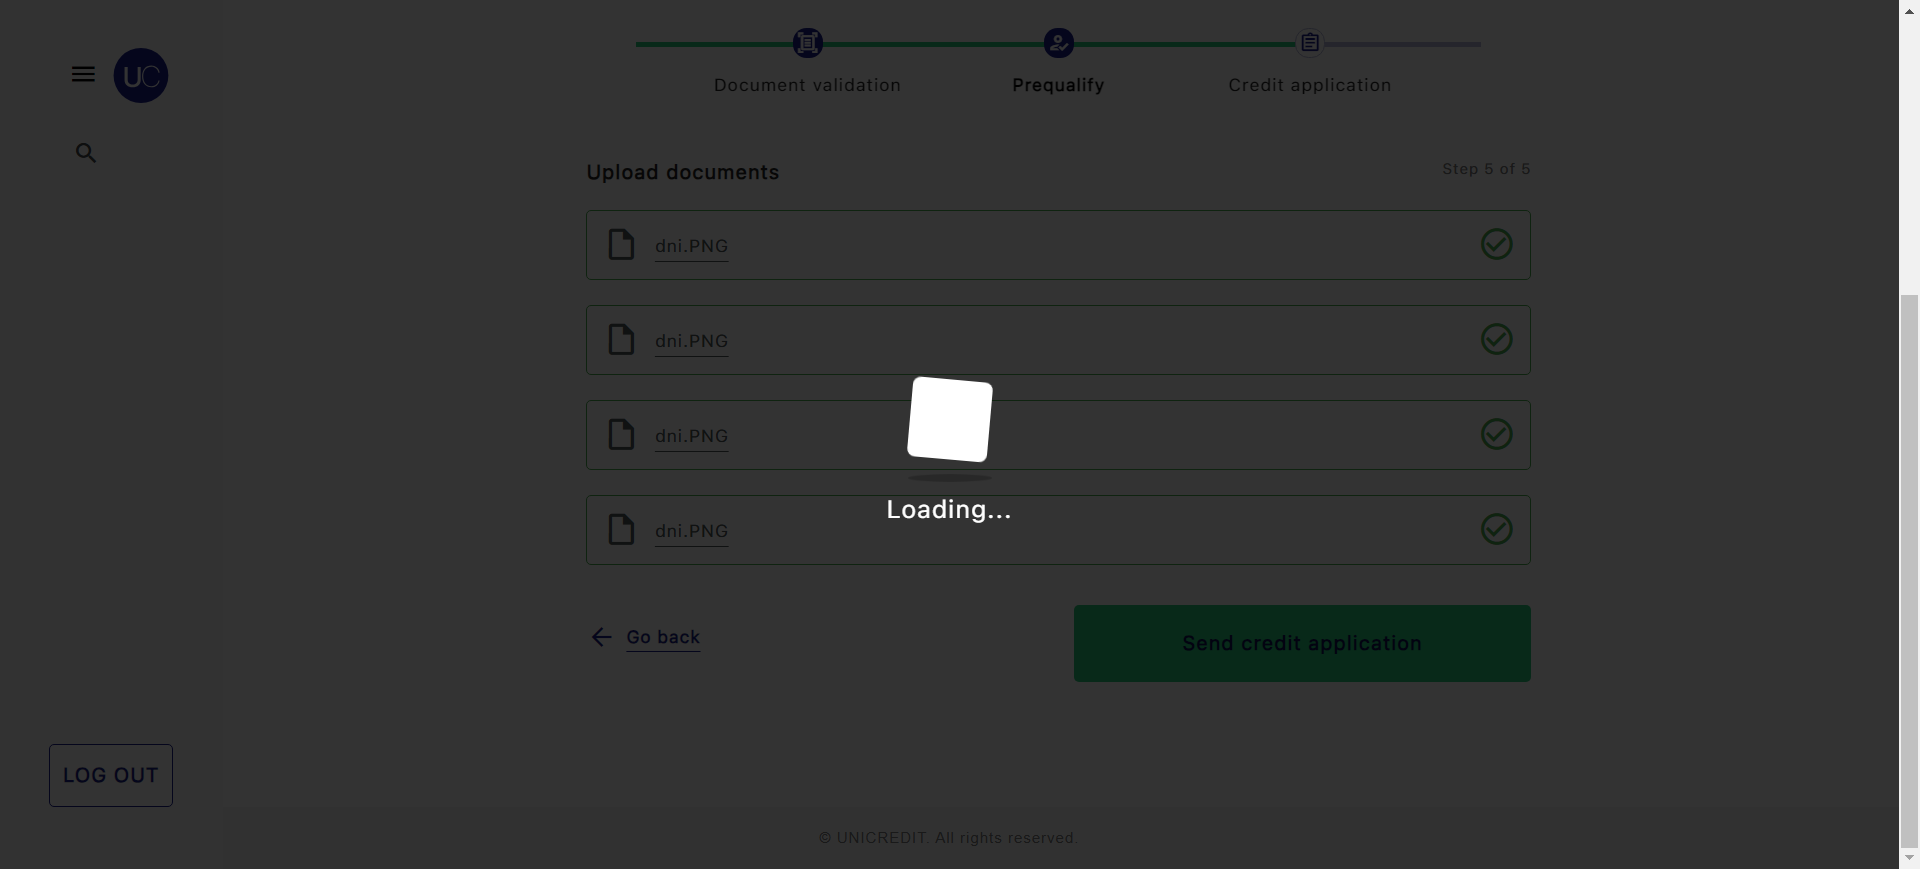 UC
Document validation
Prequalify
Credit application
Upload documents
Step 5 of 5
dni.PNG
dni.PNG
dni.PNG
dni.PNG
Loading...
Go back
Send credit application
LOG OUT
© UNICREDIT. All rights reserved.